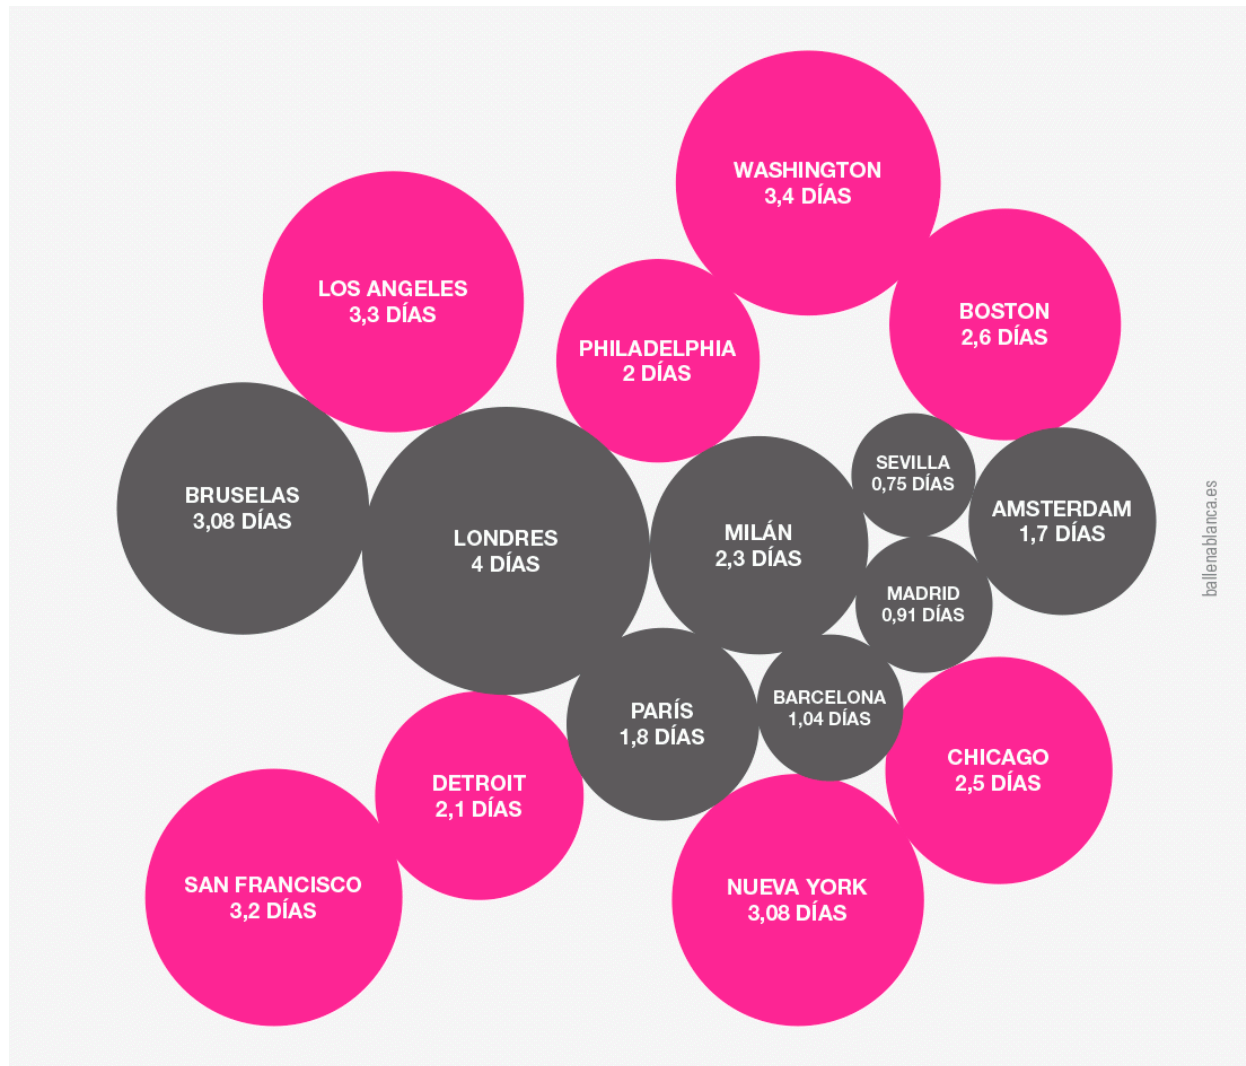 WASHINGTON
3,4 DÍAS
LOS ANGELES
3,3 DÍAS
BOSTON
2,6 DÍAS
PHILADELPHIA
2 DÍAS
SEVILLA
0,75 DÍAS
BRUSELAS
3,08 DÍAS
AMSTERDAM
1,7 DÍAS
LONDRES
4 DÍAS
MILÁN
2,3 DÍAS
MADRID
0,91 DÍAS
BARCELONA
1,04 DÍAS
PARÍS
1,8 DÍAS
CHICAGO
2,5 DÍAS
DETROIT
2,1 DÍAS
SAN FRANCISCO
3,2 DÍAS
NUEVA YORK
3,08 DÍAS
ballenablanca.es